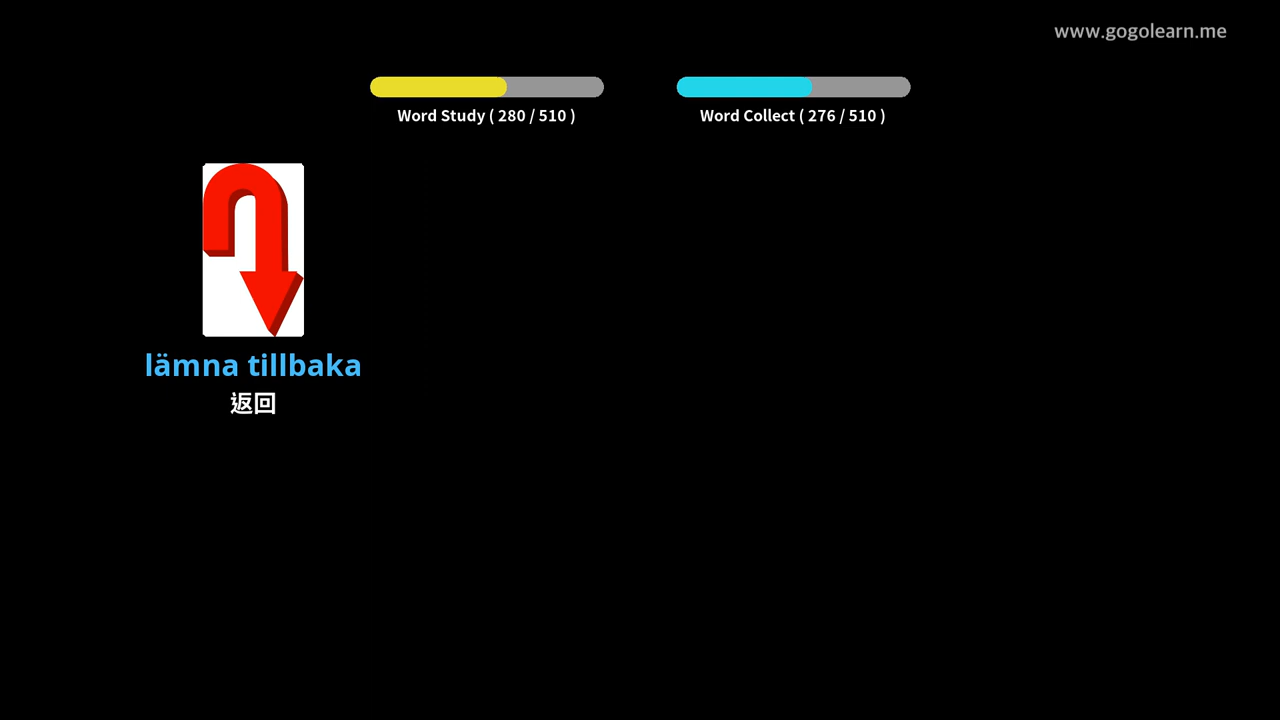 www.gogolearn.me
Word Study ( 280 / 510 )
Word Collect ( 276 / 510 )
lämna tillbaka
返回